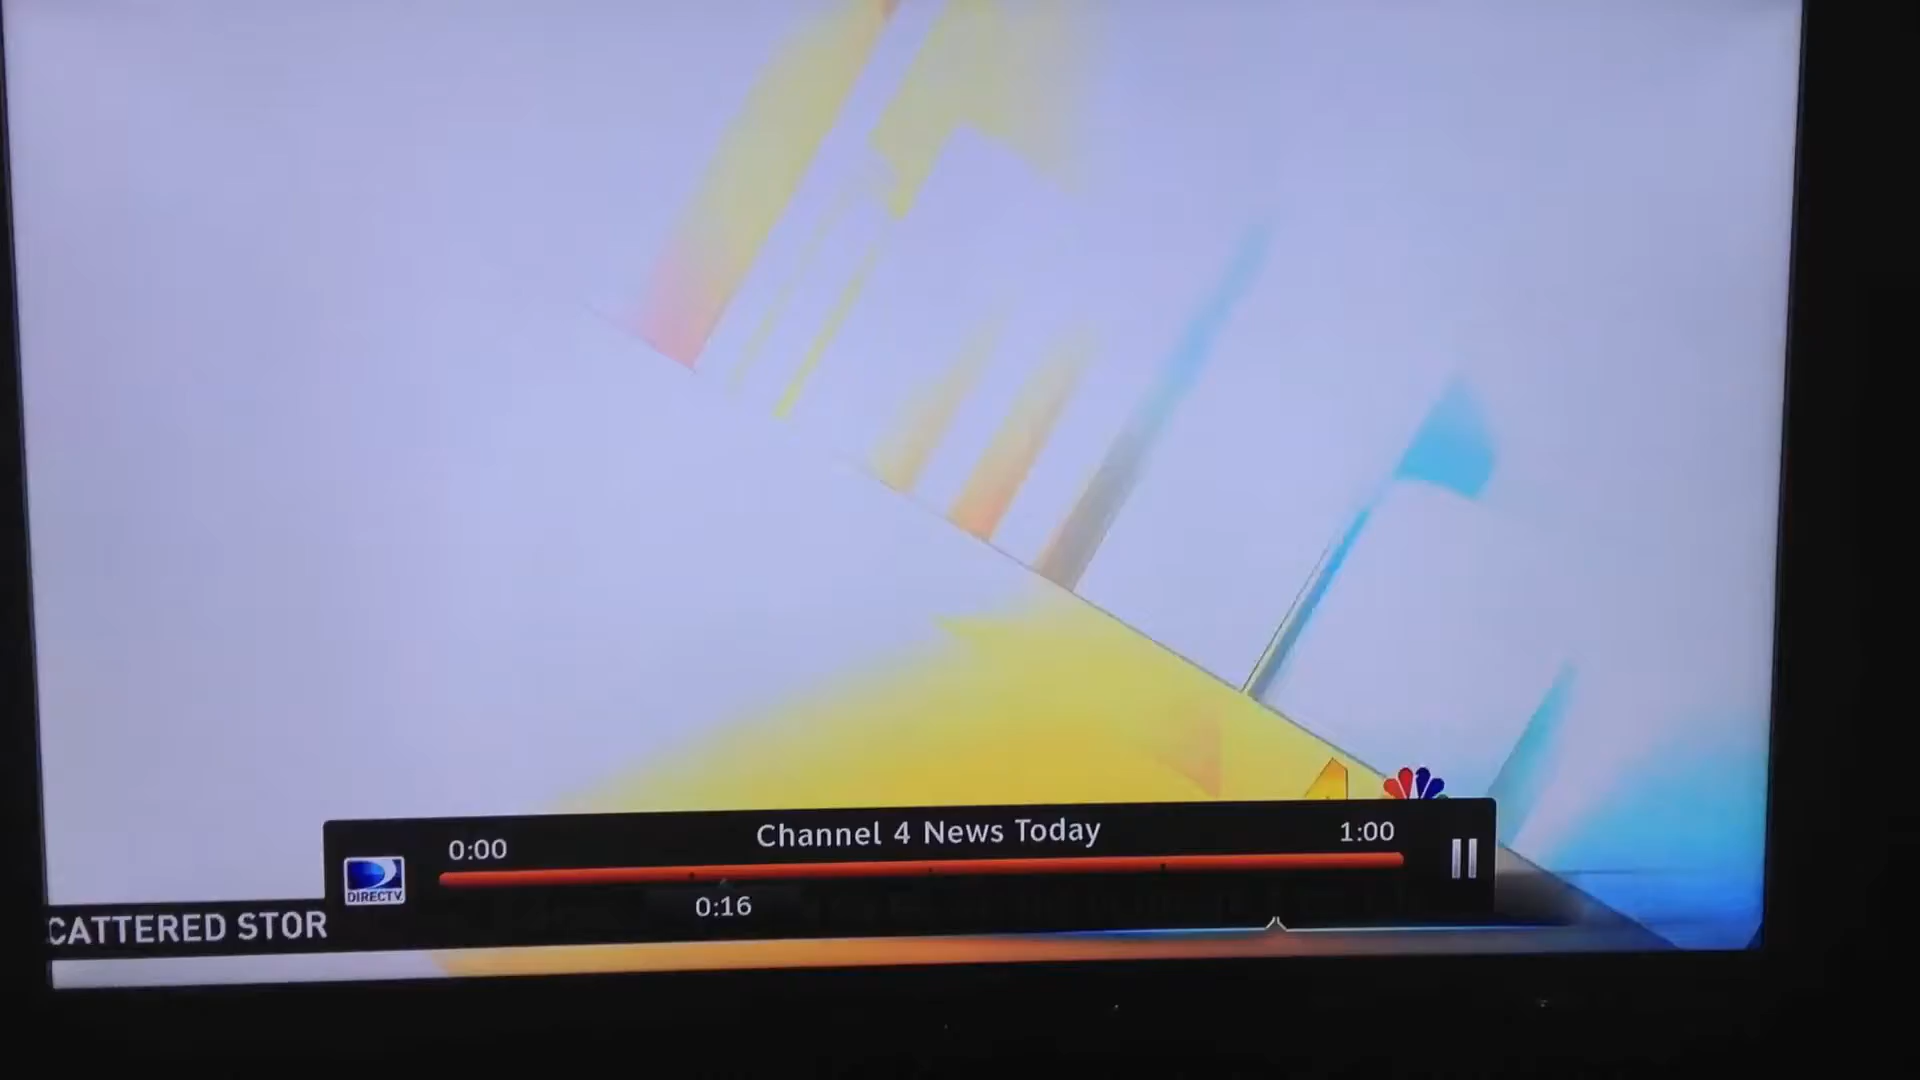 0:00
Channel 4 News Today
1:00
DIRECTV
0:16
CATTERED STOR